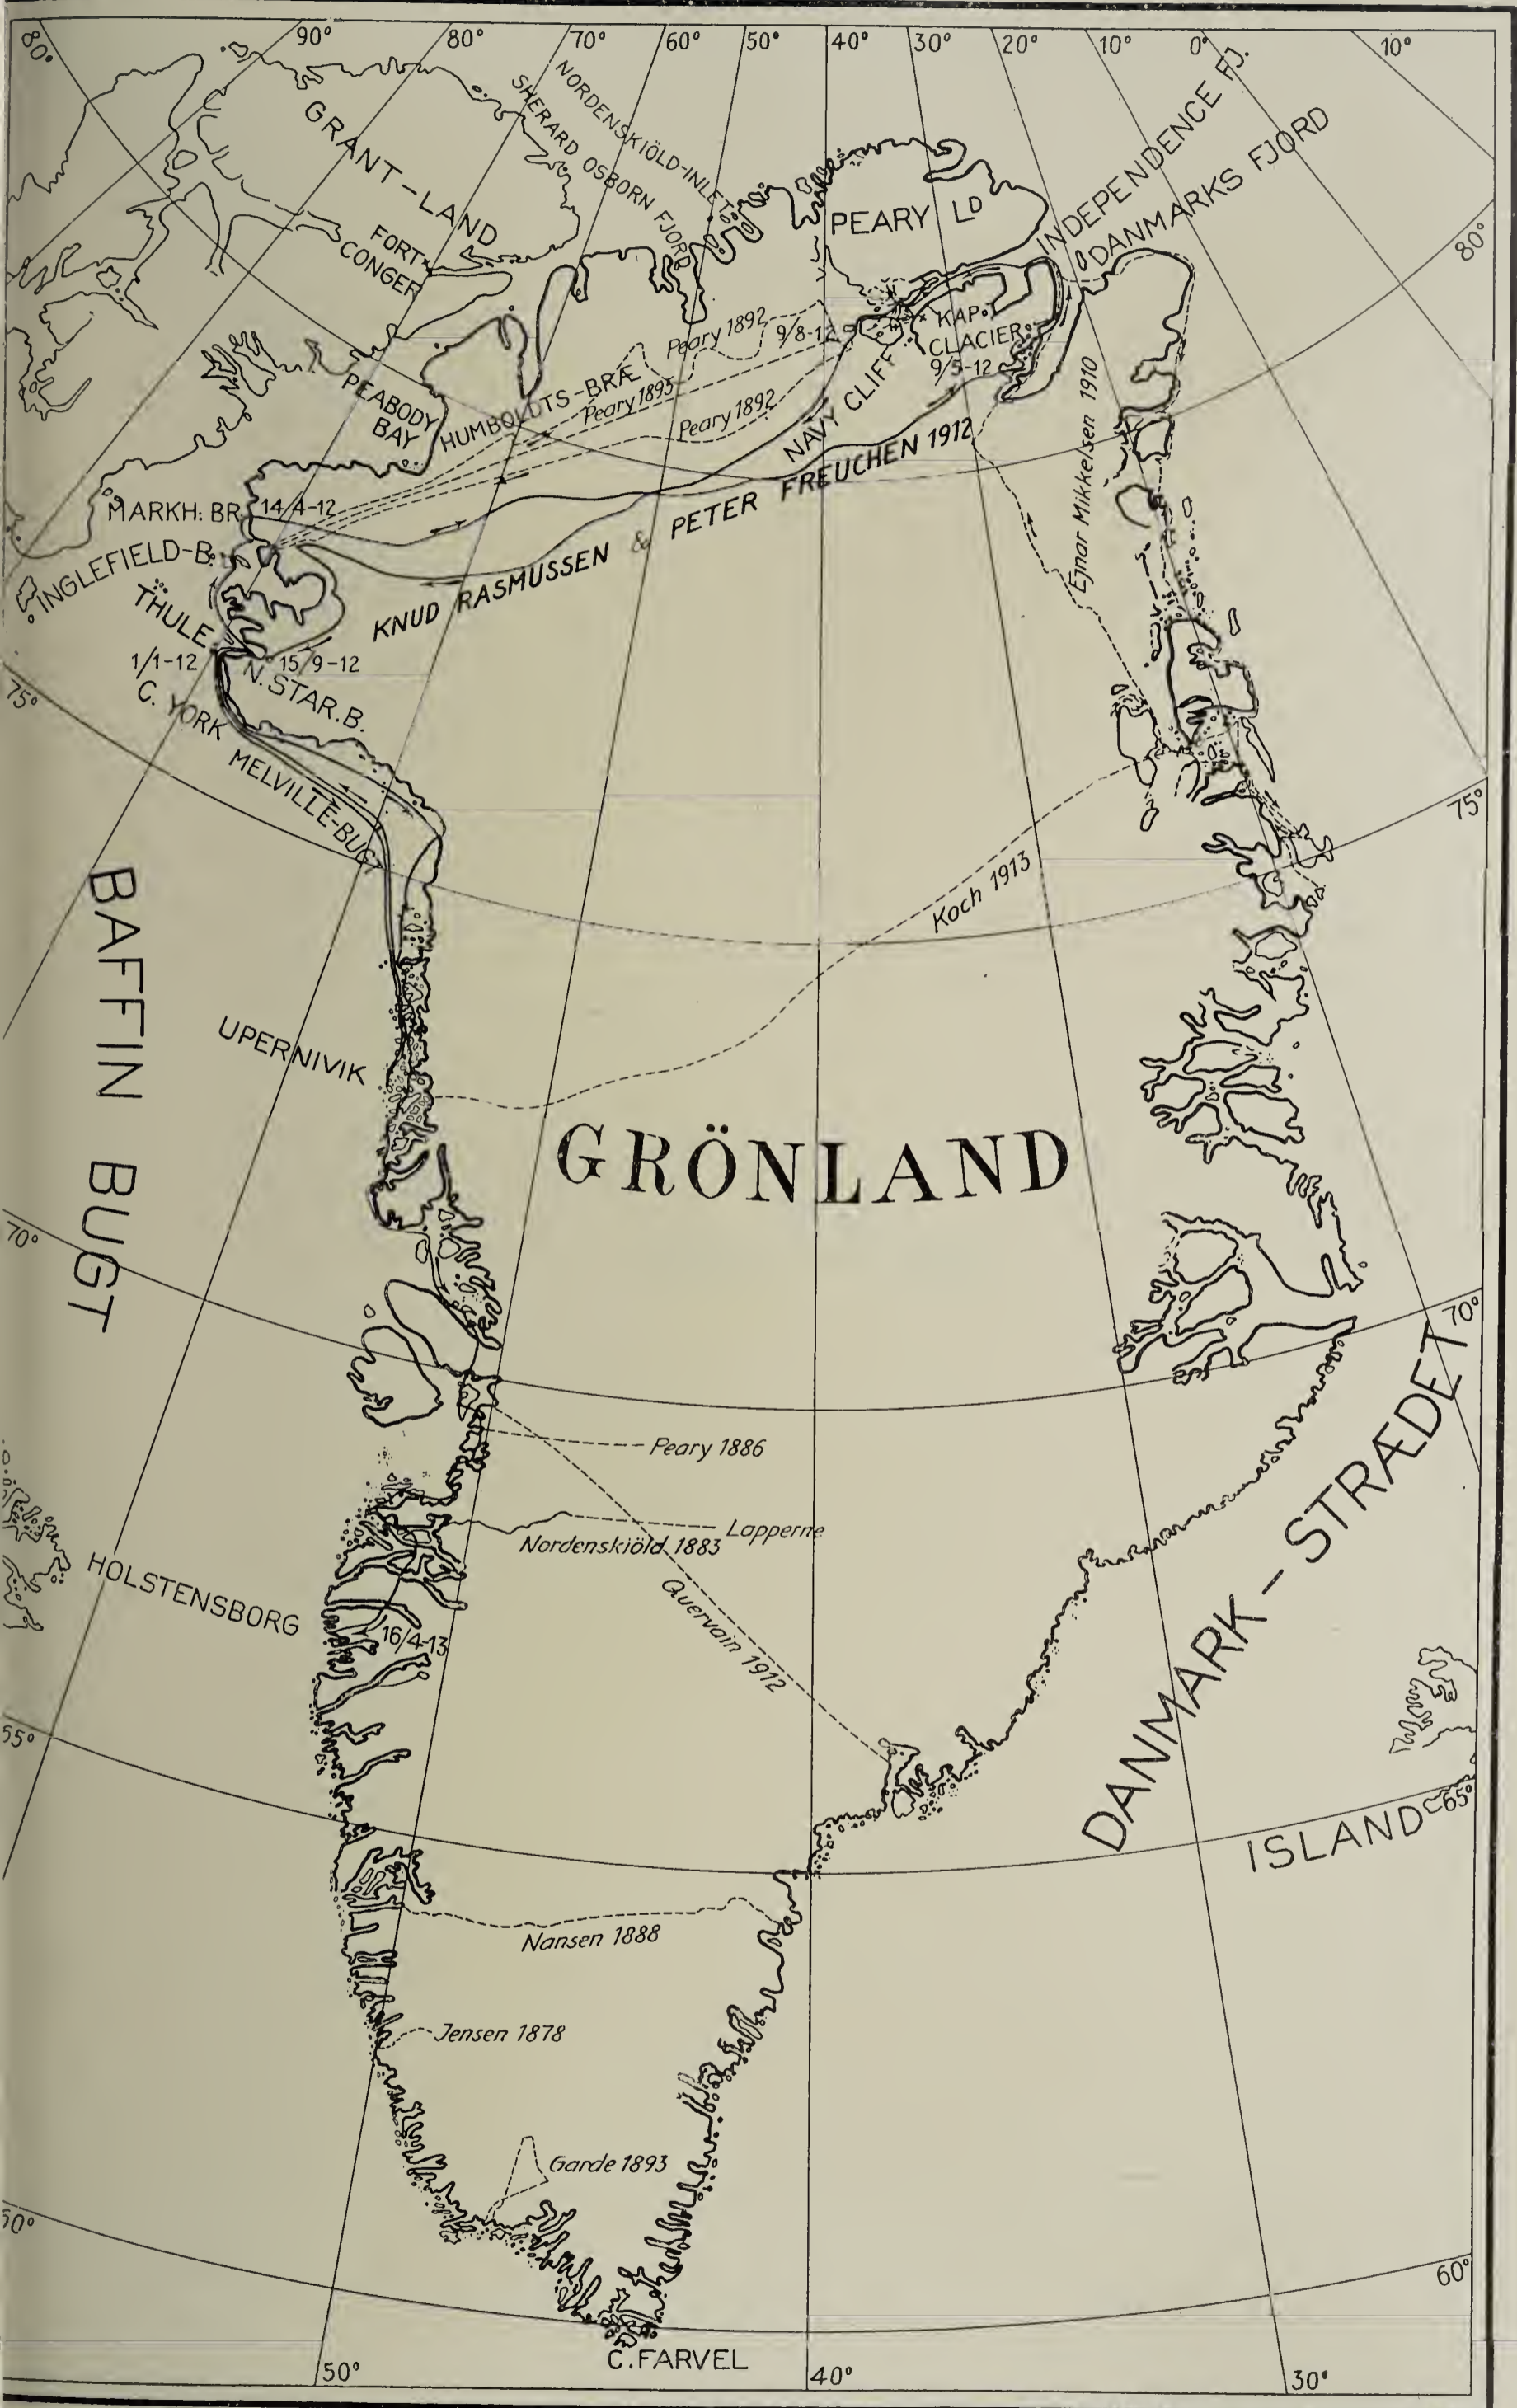 80°
90°
80°
70°
60°
50°
40°
30°
20°
10°
0°
10°
GRANT-LAND
NORDENSKIÖLD-INLET
SHERARD OSBORN FJORD
PEARY LD
INDEPENDENCE FJ.
DANMARKS FJORD
80°
FORT
CONGER
Peary 1892
9/8-12
KAP.
GLACIER
9/5-12
PEABODY
BAY
HUMBOLDTS-BRÆ
Peary 1895
Peary 1892
NAVY CLIFF
Ejnar Mikkelsen 1910
MARKH: BR.
14/4-12
KNUD RASMUSSEN & PETER FREUCHEN 1912
INGLEFIELD-B.
THULE
1/1-12
15/9-12
N.STAR.B.
C. YORK
75°
MELVILLE-BUGT
75°
Koch 1913
BAFFIN BUGT
UPERNIVIK
GRÖNLAND
70°
70°
Peary 1886
Lapperne
Nordenskiöld 1883
Quervain 1912
HOLSTENSBORG
16/4-13
DANMARK-STRÆDET
55°
65°
ISLAND
Nansen 1888
Jensen 1878
Garde 1893
60°
60°
C.FARVEL
50°
40°
30°